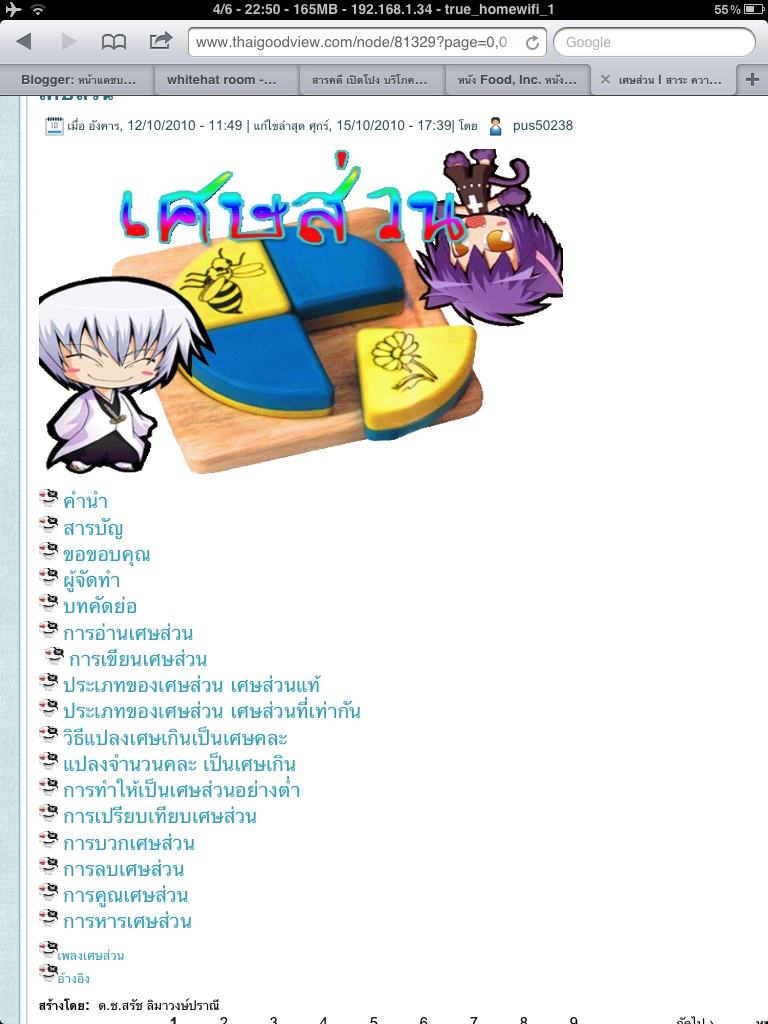 4/6 - 22:50 - 165MB - 192.168.1.34 - true_homewifi_1
55%
www.thaigoodview.com/node/81329?page=0,0
Google
Blogger: หน้าแดชบ...
whitehat room -...
สารคดี เปิดโปง บริโภค...
หนัง Food, Inc. หนัง...
เศษส่วน | สาระ ควา...
เศษส่วน
เมื่อ อังคาร, 12/10/2010 - 11:49 | แก้ไขล่าสุด ศุกร์, 15/10/2010 - 17:39| โดย pus50238
เศษส่วน
คำนำ
สารบัญ
ขอขอบคุณ
ผู้จัดทำ
บทคัดย่อ
การอ่านเศษส่วน
การเขียนเศษส่วน
ประเภทของเศษส่วน เศษส่วนแท้
ประเภทของเศษส่วน เศษส่วนที่เท่ากัน
วิธีแปลงเศษเกินเป็นเศษคละ
แปลงจำนวนคละ เป็นเศษเกิน
การทำให้เป็นเศษส่วนอย่างต่ำ
การเปรียบเทียบเศษส่วน
การบวกเศษส่วน
การลบเศษส่วน
การคูณเศษส่วน
การหารเศษส่วน
เพลงเศษส่วน
อ้างอิง
สร้างโดย: ด.ช.สรัช ลิมาวงษ์ปราณี
1 2 3 4 5 6 7 8 9 ถัดไป ›